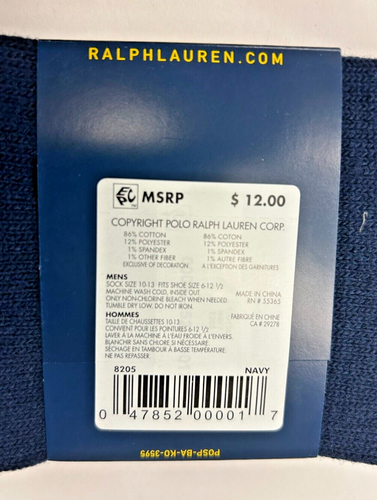 RALPHLAUREN.COM
MSRP $ 12.00
COPYRIGHT POLO RALPH LAUREN CORP.
86% COTTON 86% COTON
12% POLYESTER 12% POLYESTER
1% SPANDEX 1% SPANDEX
1% OTHER FIBER 1% AUTRE FIBRE
EXCLUSIVE OF DECORATION A L'EXCEPTION DES GARNITURES
MENS
SOCK SIZE 10-13 FITS SHOE SIZE 6-12 1/2
MACHINE WASH COLD, INSIDE OUT. MADE IN CHINA
ONLY NON-CHLORINE BLEACH WHEN NEEDED. RN # 55365
TUMBLE DRY LOW. DO NOT IRON.
HOMMES FABRIQUÉ EN CHINE
TAILLE DE CHAUSSETTES 10-13 CA # 29278
CONVIENT POUR LES POINTURES 6-12 1/2
LAVER À LA MACHINE À L'EAU FROIDE À L'ENVERS.
BLANCHIR SANS CHLORE SI NÉCESSAIRE.
SÉCHAGE EN TAMBOUR À BASSE TEMPÉRATURE.
NE PAS REPASSER
8205 NAVY
0 47852 00001 7
POSP-BA-KO-3595